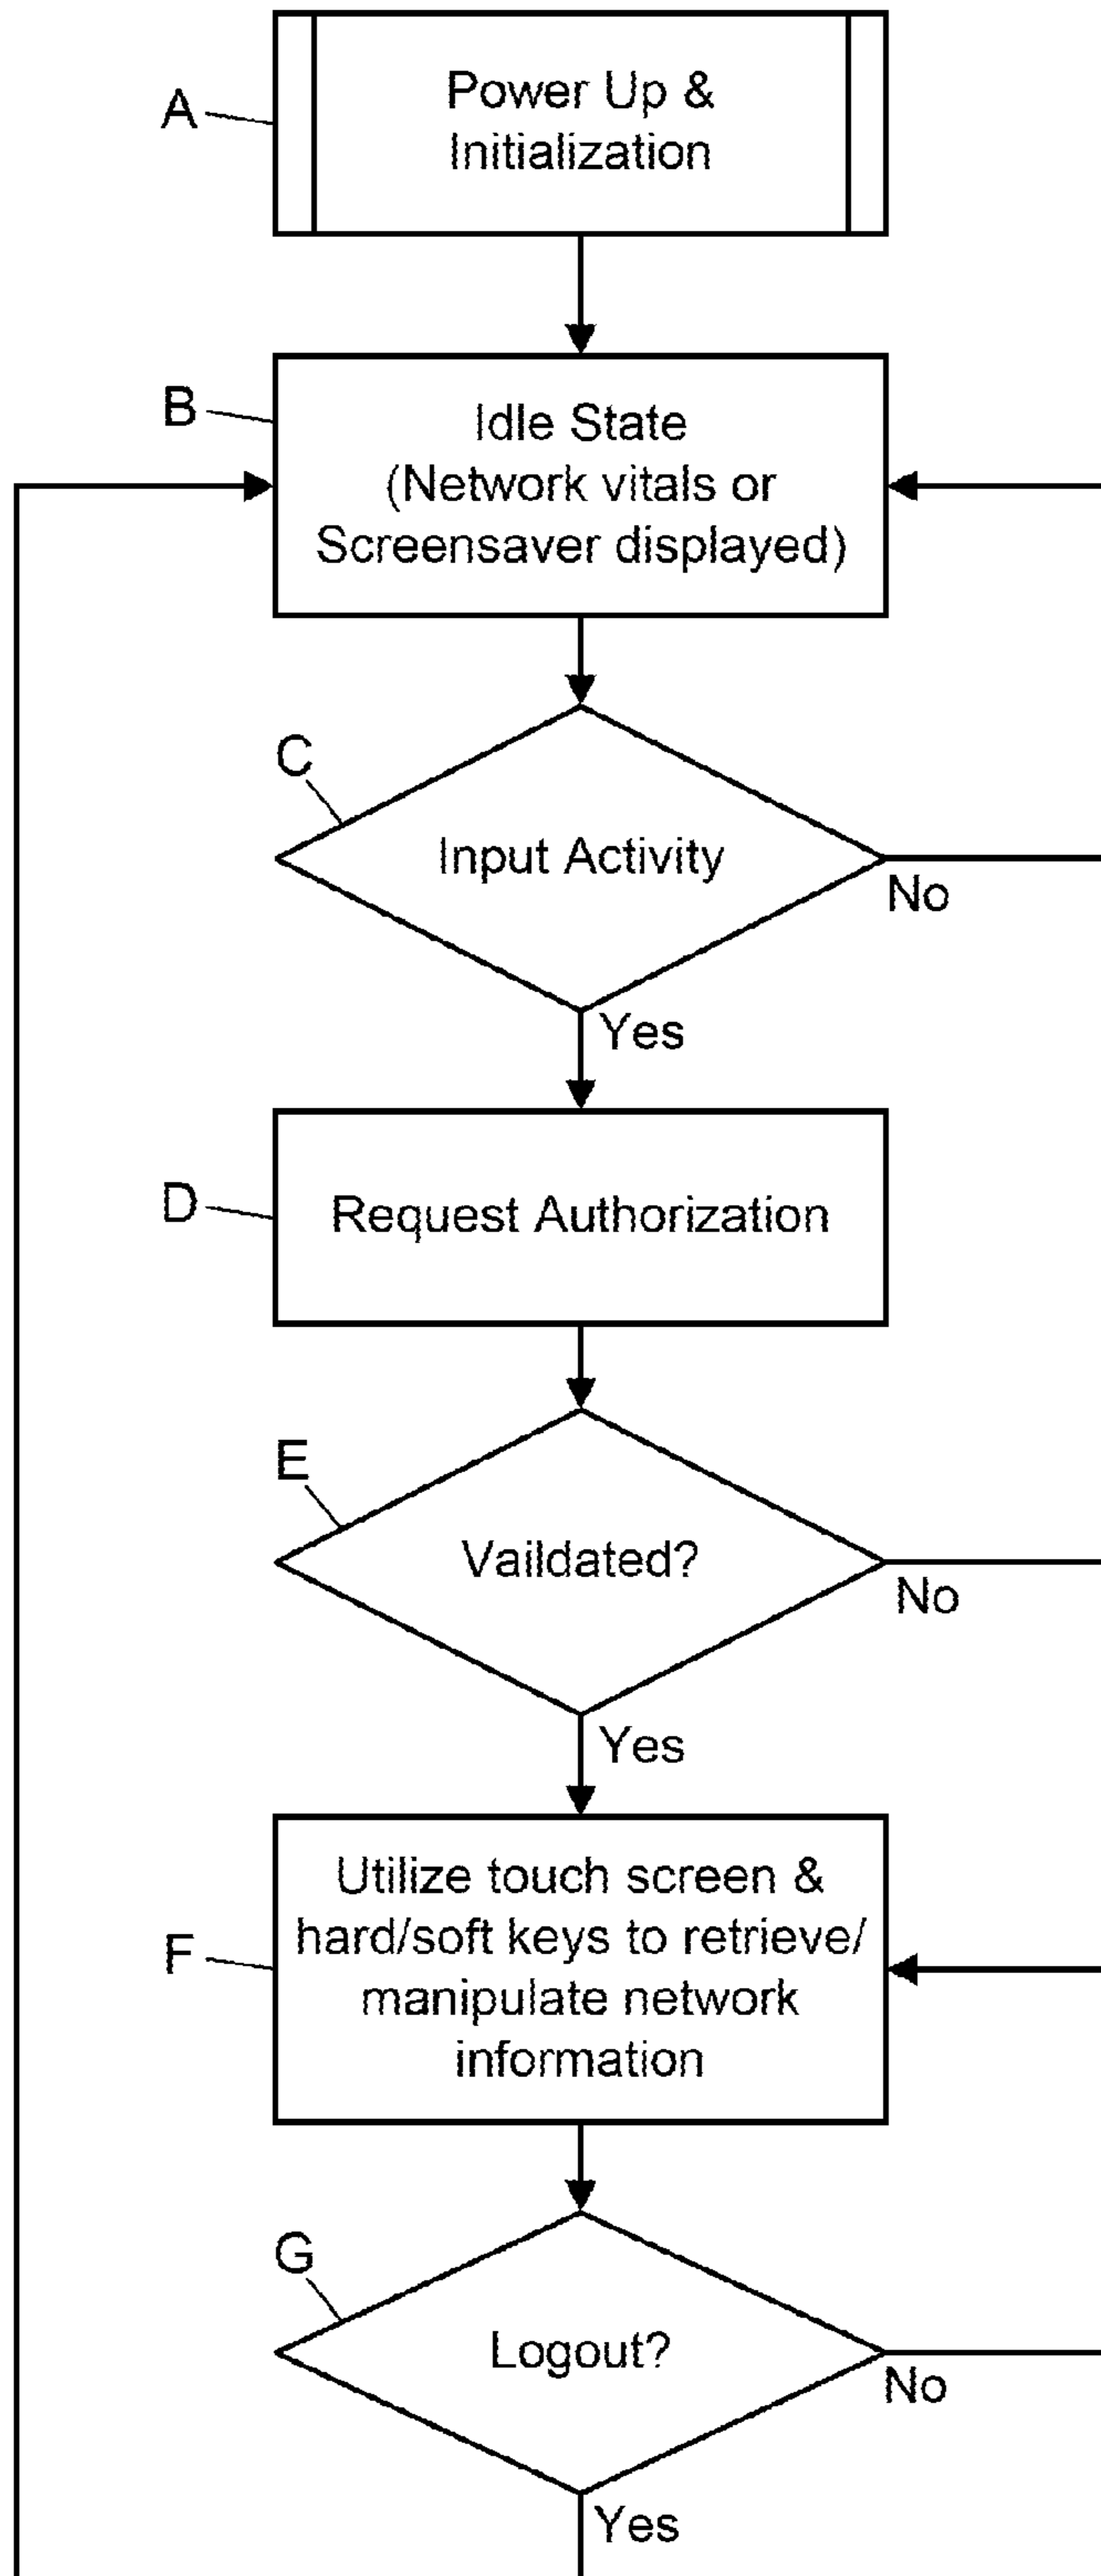 A
Power Up &
Initialization
B
Idle State
(Network vitals or
Screensaver displayed)
C
Input Activity
No
Yes
D
Request Authorization
E
Vaildated?
No
Yes
F
Utilize touch screen &
hard/soft keys to retrieve/
manipulate network
information
G
Logout?
No
Yes